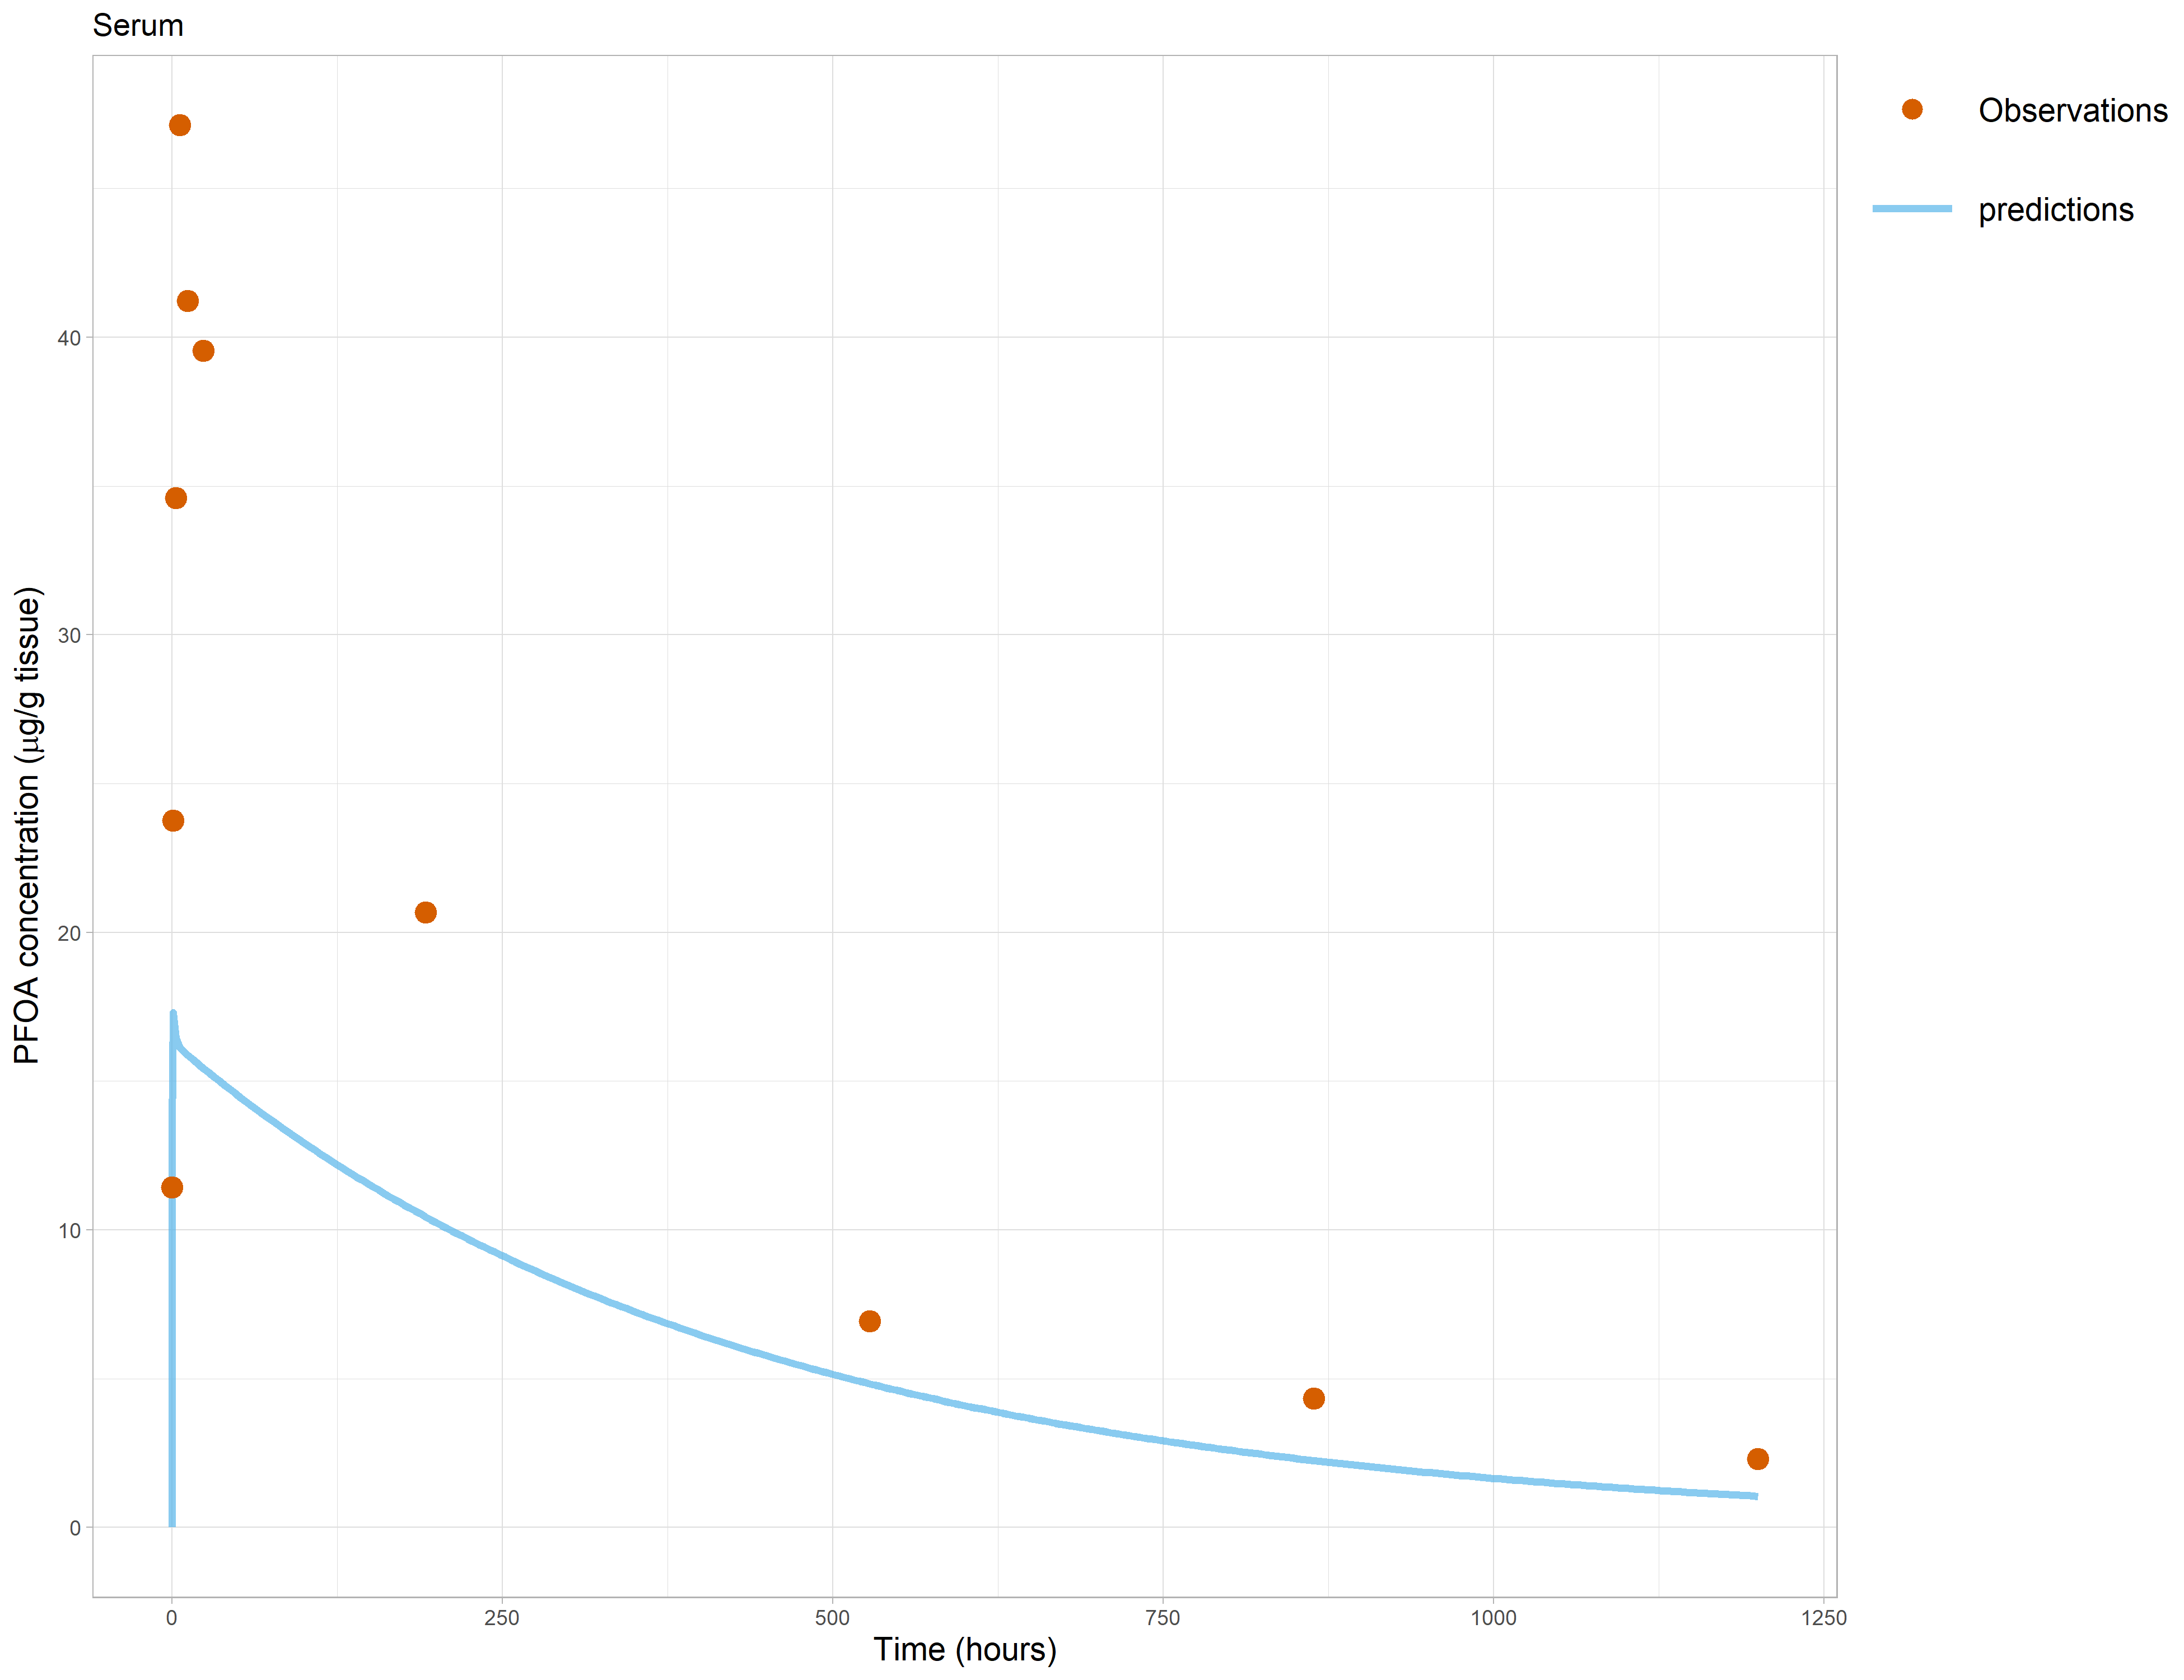 Serum
Observations
predictions
PFOA concentration (μg/g tissue)
40
30
20
10
0
0 250 500 750 1000 1250
Time (hours)